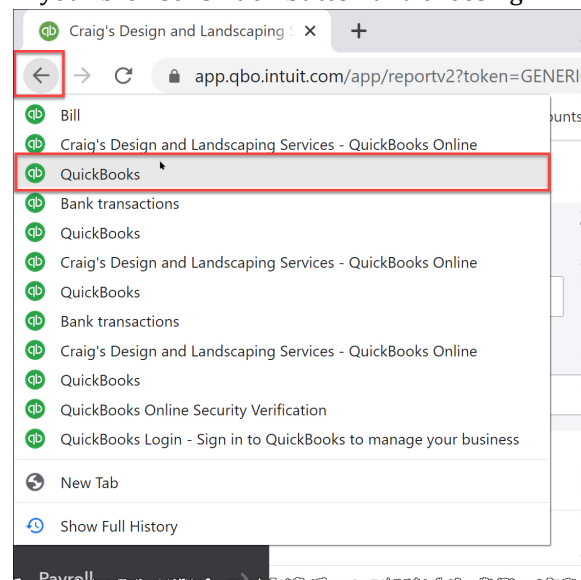 Craig's Design and Landscaping
app.qbo.intuit.com/app/reportv2?token=GENERI
Bill
ounts
Craig's Design and Landscaping Services - QuickBooks Online
QuickBooks
Bank transactions
QuickBooks
Craig's Design and Landscaping Services - QuickBooks Online
QuickBooks
Bank transactions
Craig's Design and Landscaping Services - QuickBooks Online
QuickBooks
QuickBooks Online Security Verification
QuickBooks Login - Sign in to QuickBooks to manage your business
New Tab
Show Full History
Payroll